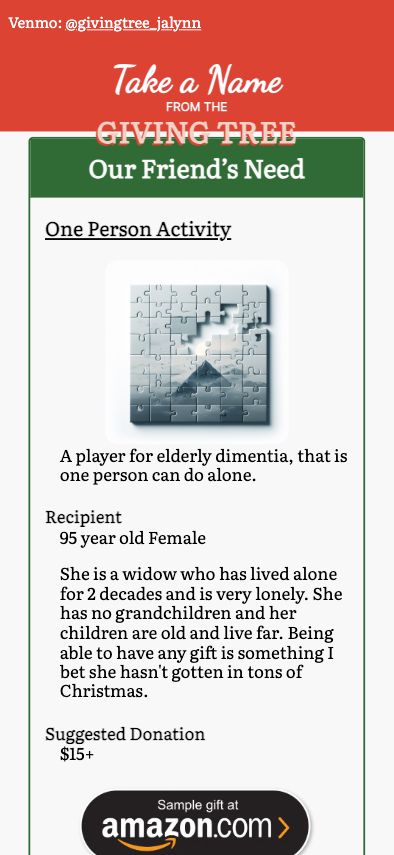 Venmo: @givingtree_jalynn
Take a Name
FROM THE
GIVING TREE
Our Friend’s Need
One Person Activity
A player for elderly dimentia, that is
one person can do alone.
Recipient
95 year old Female
She is a widow who has lived alone
for 2 decades and is very lonely. She
has no grandchildren and her
children are old and live far. Being
able to have any gift is something I
bet she hasn't gotten in tons of
Christmas.
Suggested Donation
$15+
Sample gift at
amazon.com